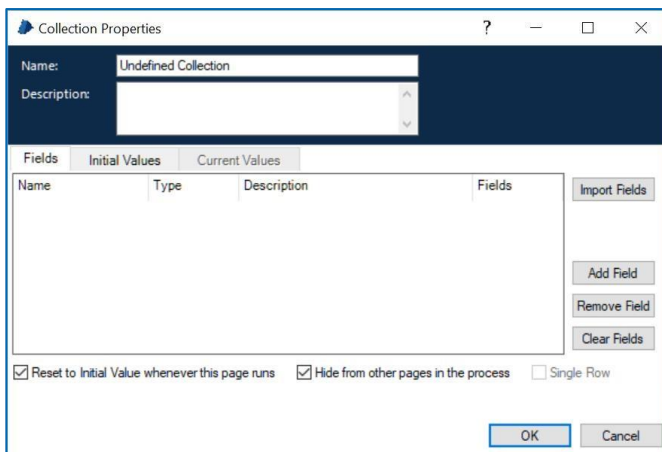 Collection Properties ?
Name: Undefined Collection
Description:
Fields Initial Values Current Values
Name Type Description Fields
Import Fields
Add Field
Remove Field
Clear Fields
Reset to Initial Value whenever this page runs Hide from other pages in the process Single Row
OK Cancel